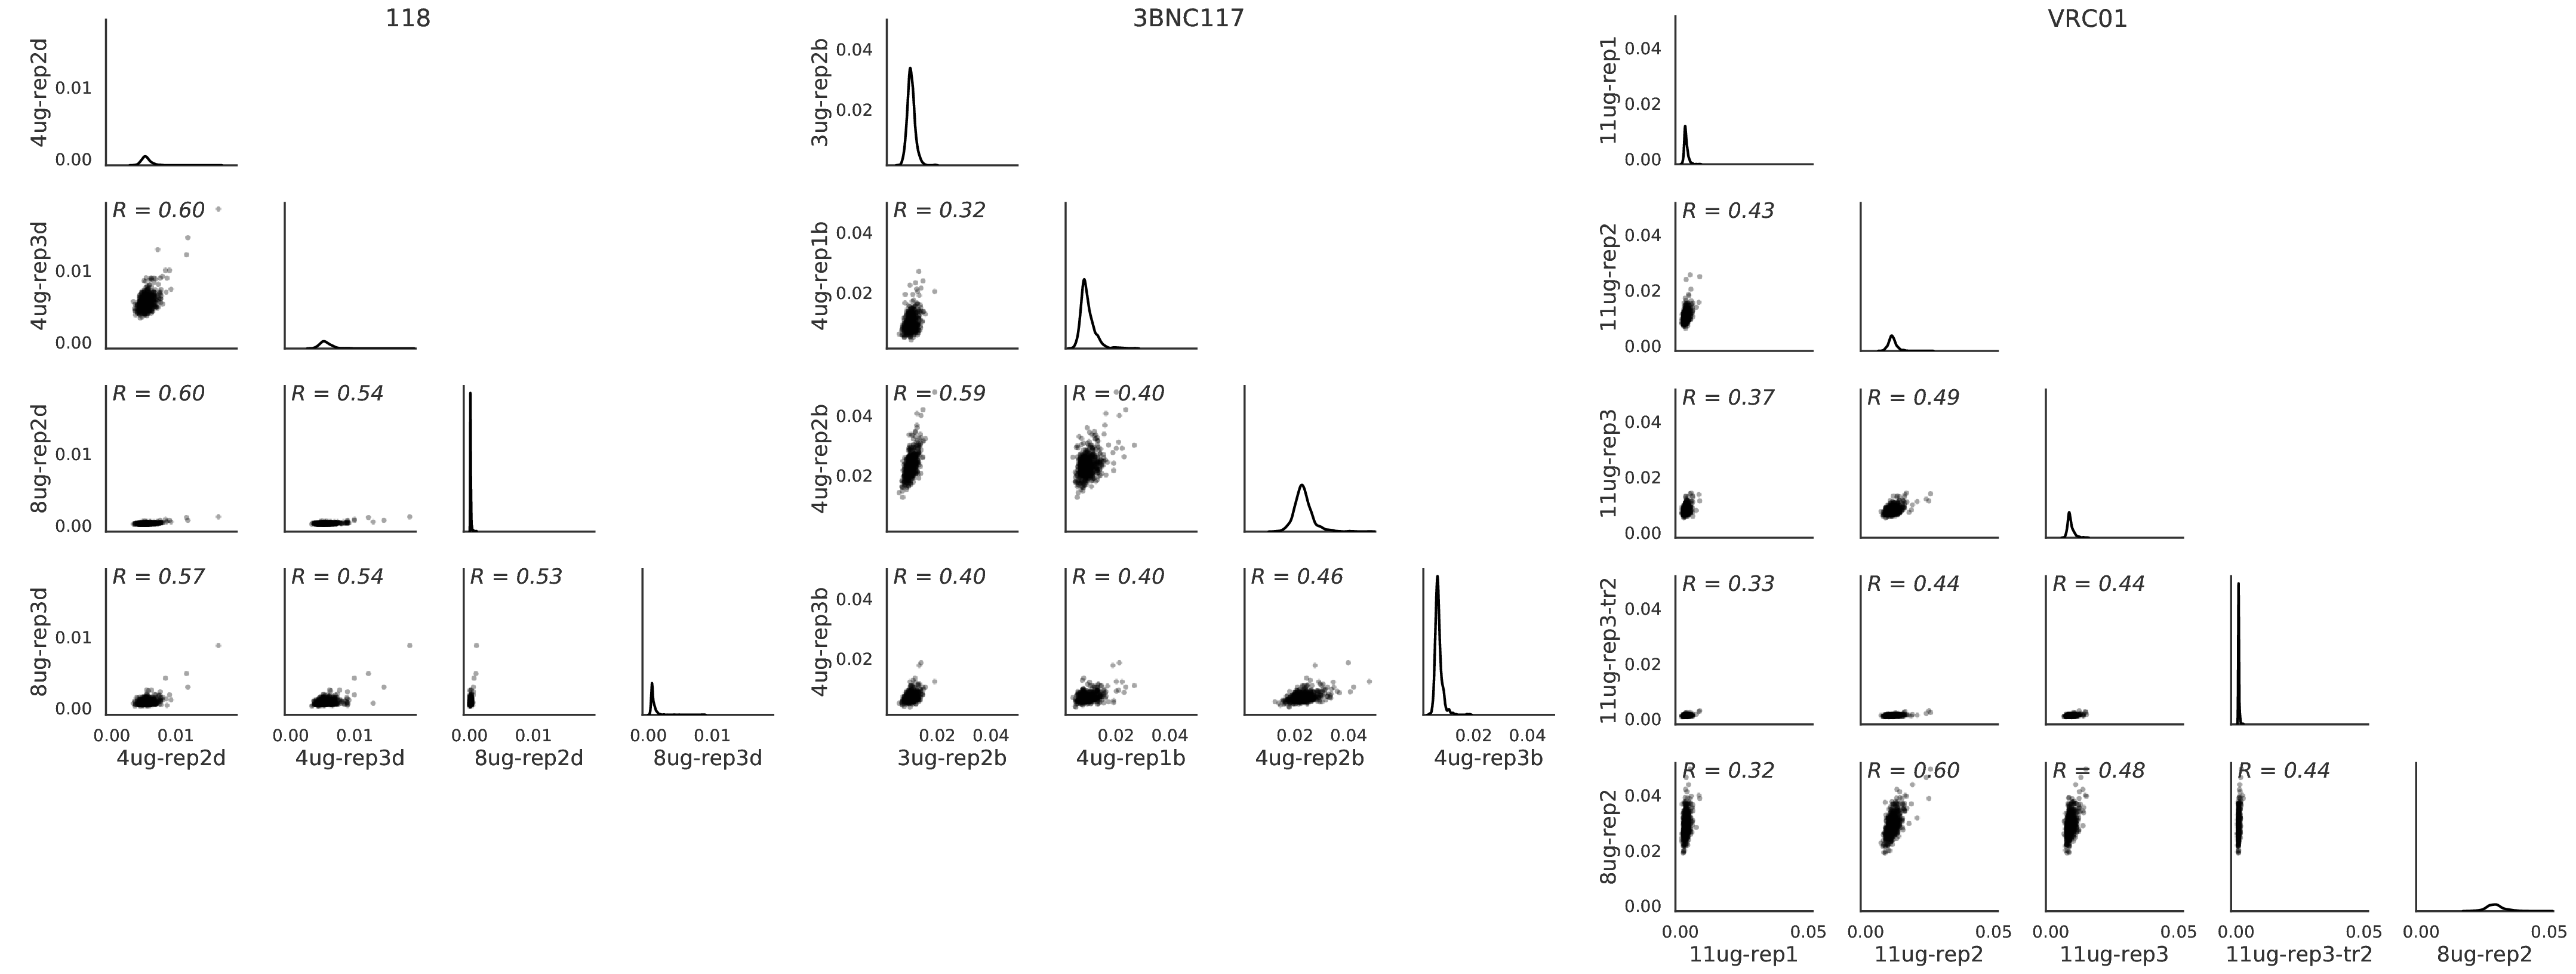 118
4ug-rep2d
0.01
0.00
4ug-rep3d
0.01
0.00
R = 0.60
8ug-rep2d
0.01
0.00
R = 0.60
R = 0.54
8ug-rep3d
0.01
0.00
R = 0.57
R = 0.54
R = 0.53
0.00 0.01
0.00 0.01
0.00 0.01
0.00 0.01
4ug-rep2d
4ug-rep3d
8ug-rep2d
8ug-rep3d
3BNC117
3ug-rep2b
0.04
0.02
4ug-rep1b
0.04
0.02
R = 0.32
4ug-rep2b
0.04
0.02
R = 0.59
R = 0.40
4ug-rep3b
0.04
0.02
R = 0.40
R = 0.40
R = 0.46
0.02 0.04
0.02 0.04
0.02 0.04
0.02 0.04
3ug-rep2b
4ug-rep1b
4ug-rep2b
4ug-rep3b
VRC01
11ug-rep1
0.04
0.02
0.00
11ug-rep2
0.04
0.02
0.00
R = 0.43
11ug-rep3
0.04
0.02
0.00
R = 0.37
R = 0.49
11ug-rep3-tr2
0.04
0.02
0.00
R = 0.33
R = 0.44
R = 0.44
8ug-rep2
0.04
0.02
0.00
R = 0.32
R = 0.60
R = 0.48
R = 0.44
0.00 0.05
0.00 0.05
0.00 0.05
0.00 0.05
0.00 0.05
11ug-rep1
11ug-rep2
11ug-rep3
11ug-rep3-tr2
8ug-rep2